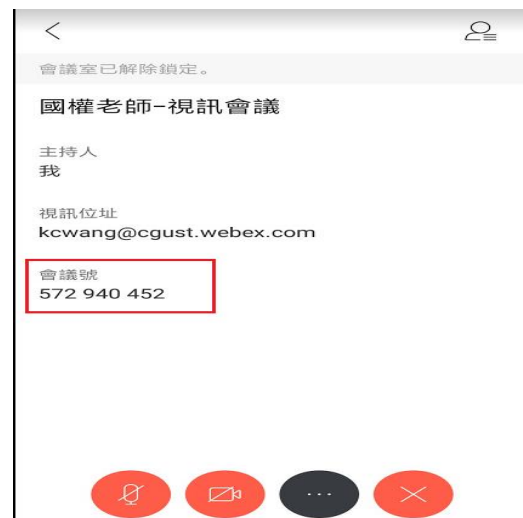 會議室已解除鎖定。
國權老師-視訊會議
主持人
我
視訊位址
kcwang@cgust.webex.com
會議號
572 940 452